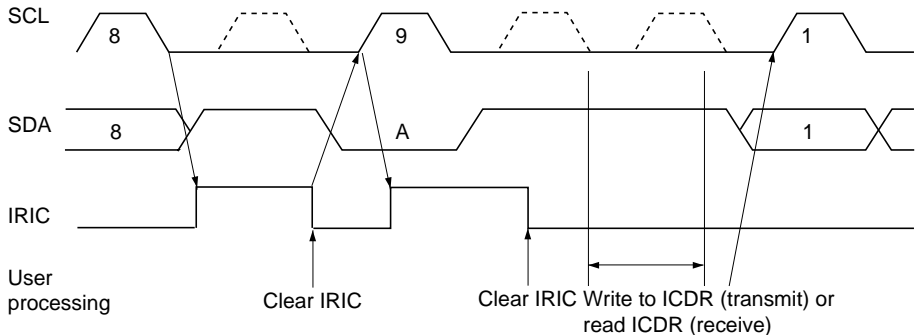 SCL
8
9
1
SDA
8
A
1
IRIC
User
processing
Clear IRIC
Clear IRIC
Write to ICDR (transmit) or
read ICDR (receive)